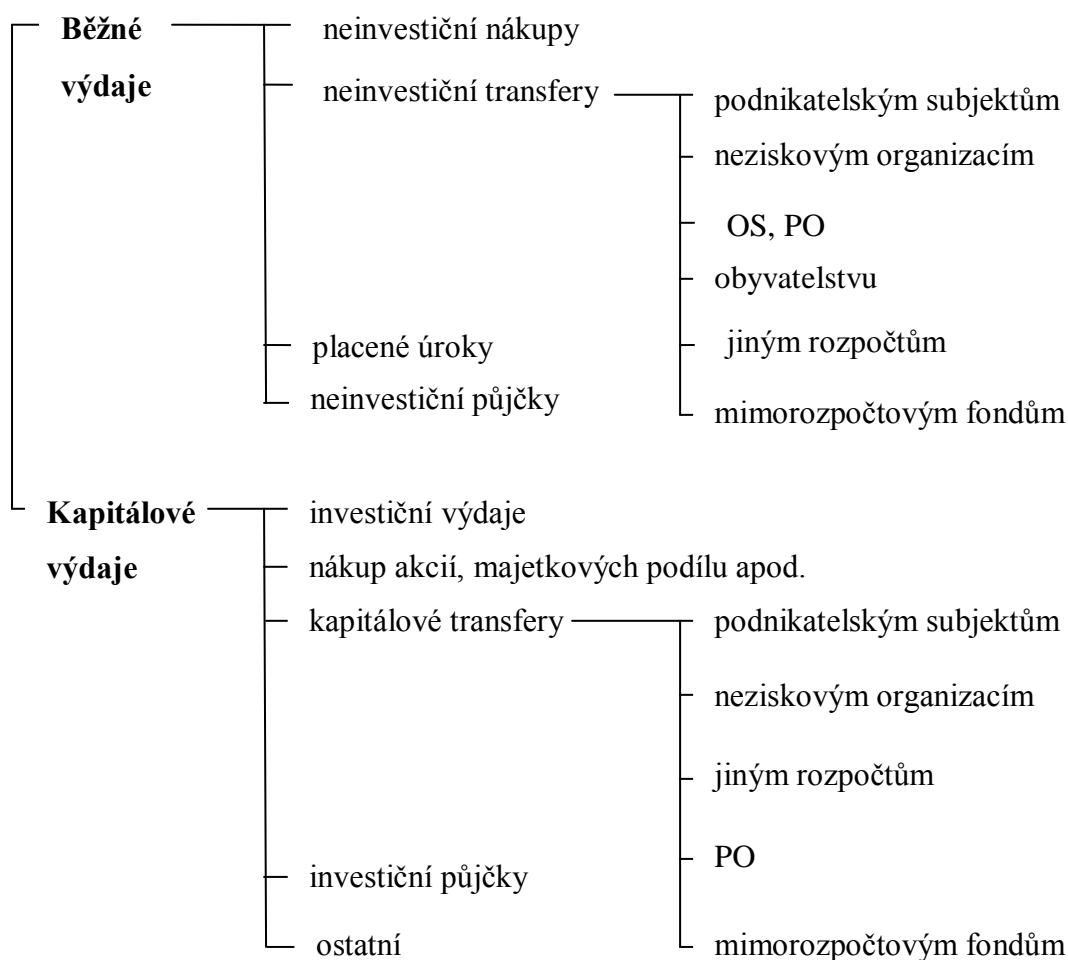 Běžné
výdaje
neinvestiční nákupy
neinvestiční transfery
podnikatelským subjektům
neziskovým organizacím
OS, PO
obyvatelstvu
jiným rozpočtům
mimorozpočtovým fondům
placené úroky
neinvestiční půjčky
Kapitálové
výdaje
investiční výdaje
nákup akcií, majetkových podílu apod.
kapitálové transfery
podnikatelským subjektům
neziskovým organizacím
jiným rozpočtům
PO
mimorozpočtovým fondům
investiční půjčky
ostatní